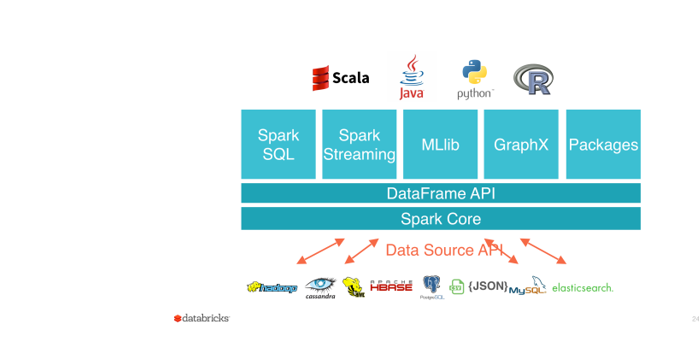 Scala
Java
python
R
Spark
SQL
Spark
Streaming
MLlib
GraphX
Packages
DataFrame API
Spark Core
Data Source API
hadoop
cassandra
HIVE
APACHE
HBASE
PostgreSQL
{JSON}
MySQL
elasticsearch.
databricks
24